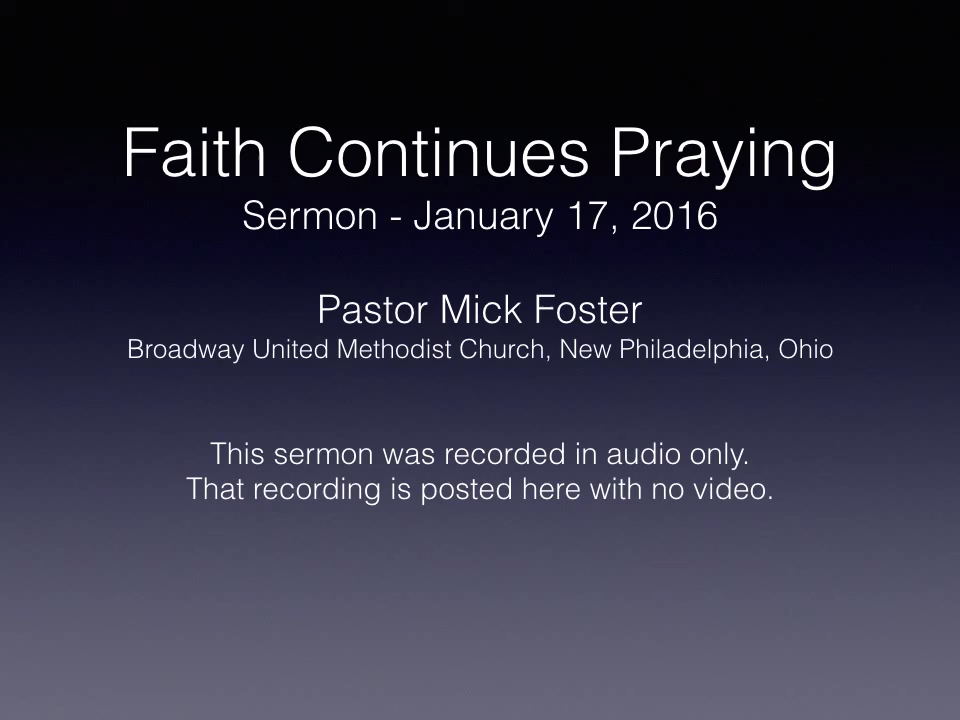 Faith Continues Praying
Sermon - January 17, 2016
Pastor Mick Foster
Broadway United Methodist Church, New Philadelphia, Ohio
This sermon was recorded in audio only.
That recording is posted here with no video.